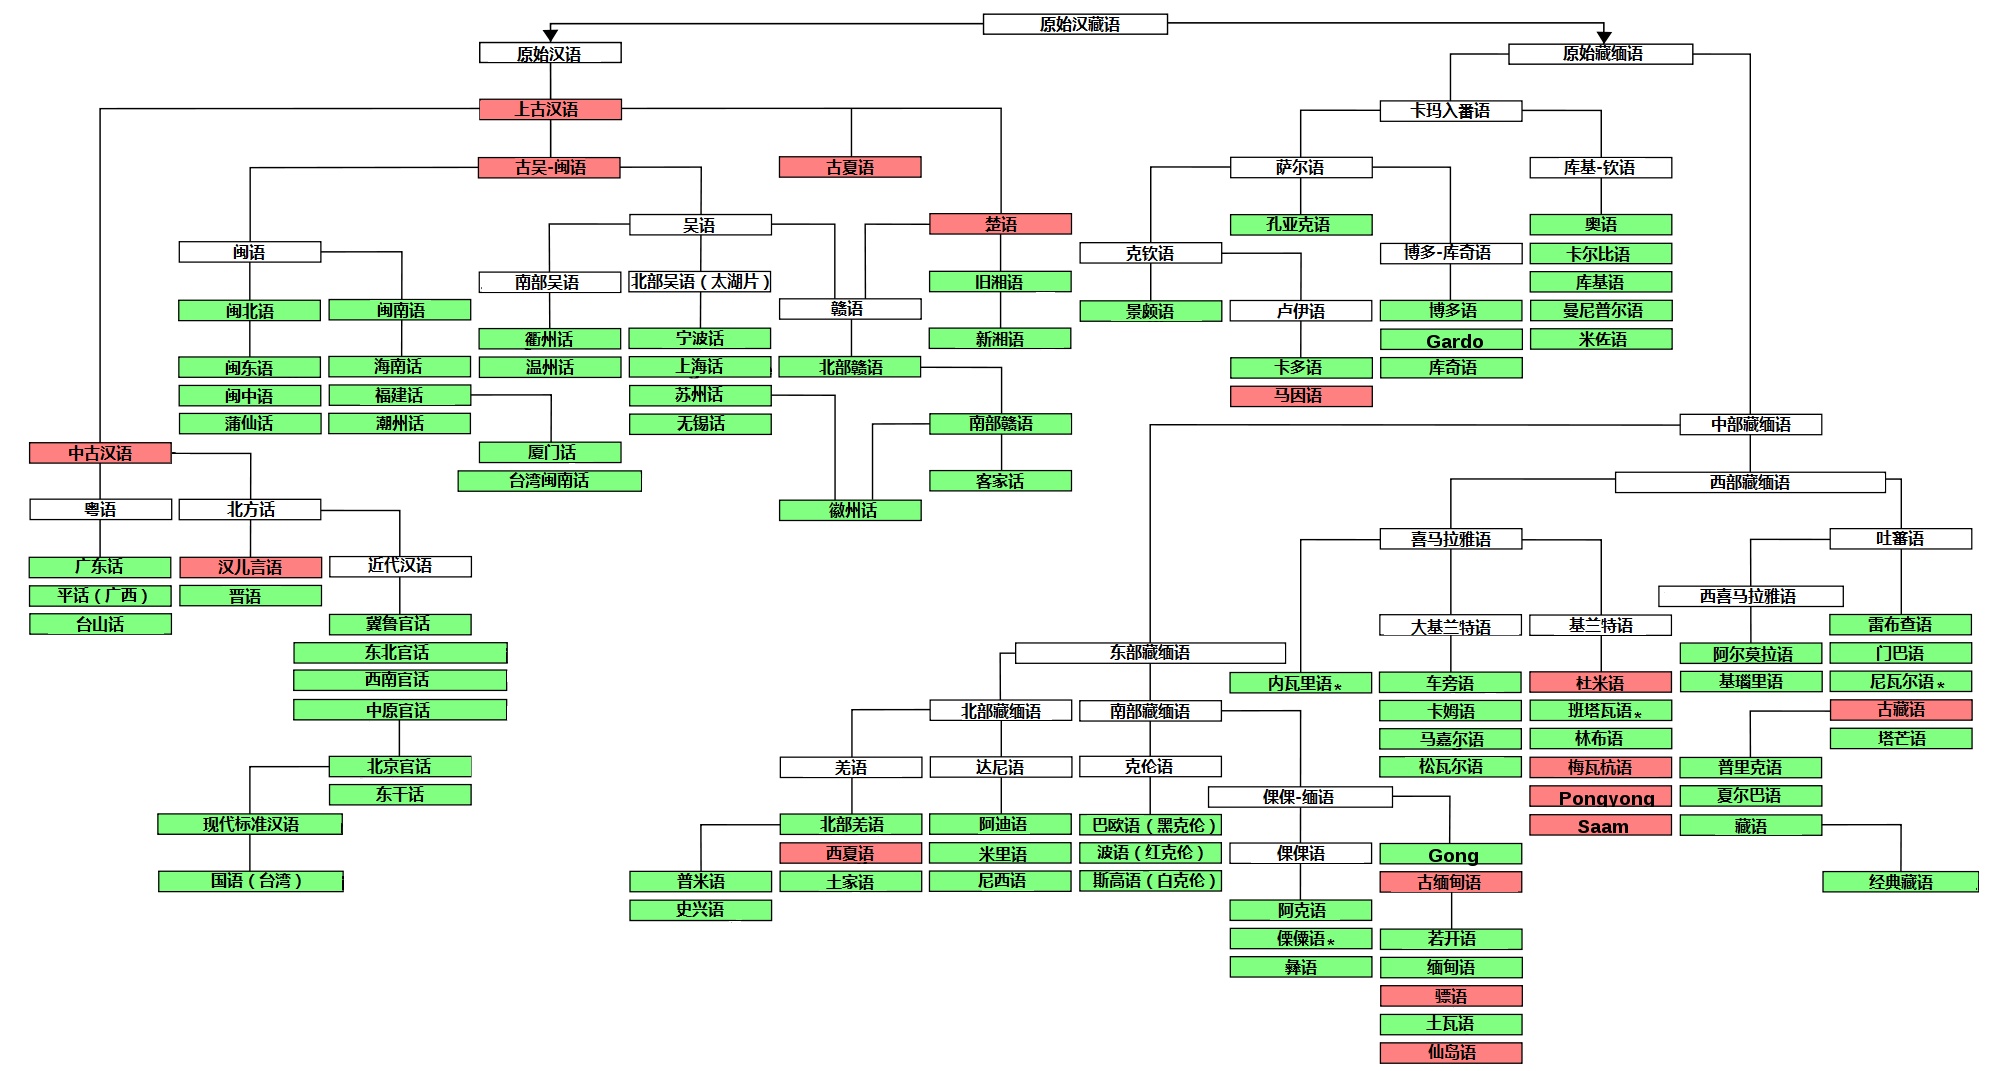 原始汉藏语
原始汉语
原始藏缅语
上古汉语
卡玛入番语
古吴-闽语
古夏语
萨尔语
库基-钦语
吴语
楚语
孔亚克语
奥语
闽语
克钦语
博多-库奇语
卡尔比语
南部吴语
北部吴语（太湖片）
旧湘语
库基语
闽北语
闽南语
赣语
景颇语
卢伊语
博多语
曼尼普尔语
衢州话
宁波话
新湘语
Gardo
米佐语
闽东语
海南话
温州话
上海话
北部赣语
卡多语
库奇语
闽中语
福建话
苏州话
马因语
蒲仙话
潮州话
无锡话
南部赣语
中部藏缅语
中古汉语
厦门话
台湾闽南话
客家话
西部藏缅语
粤语
北方话
徽州话
喜马拉雅语
吐蕃语
广东话
汉儿言语
近代汉语
平话（广西）
晋语
西喜马拉雅语
台山话
冀鲁官话
大基兰特语
基兰特语
雷布查语
东北官话
东部藏缅语
阿尔莫拉语
门巴语
西南官话
内瓦里语*
车旁语
杜米语
基瑙里语
尼瓦尔语*
中原官话
北部藏缅语
南部藏缅语
卡姆语
班塔瓦语*
古藏语
马嘉尔语
林布语
塔芒语
北京官话
羌语
达尼语
克伦语
松瓦尔语
梅瓦杭语
普里克语
东干话
倮倮-缅语
Pongyong
夏尔巴语
现代标准汉语
北部羌语
阿迪语
巴欧语（黑克伦）
Saam
藏语
西夏语
米里语
波语（红克伦）
倮倮语
Gong
国语（台湾）
普米语
土家语
尼西语
斯高语（白克伦）
古缅甸语
经典藏语
史兴语
阿克语
傈僳语*
若开语
彝语
缅甸语
骠语
土瓦语
仙岛语